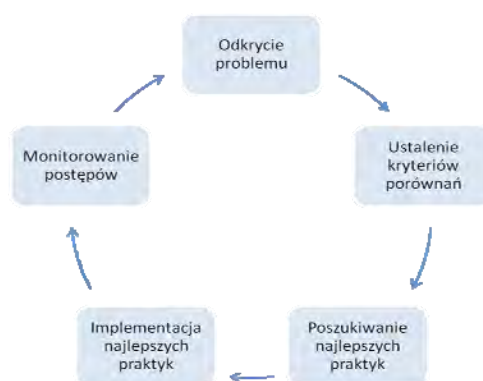 Odkrycie
problemu
Ustalenie
kryteriów
porównań
Poszukiwanie
najlepszych
praktyk
Implementacja
najlepszych
praktyk
Monitorowanie
postępów